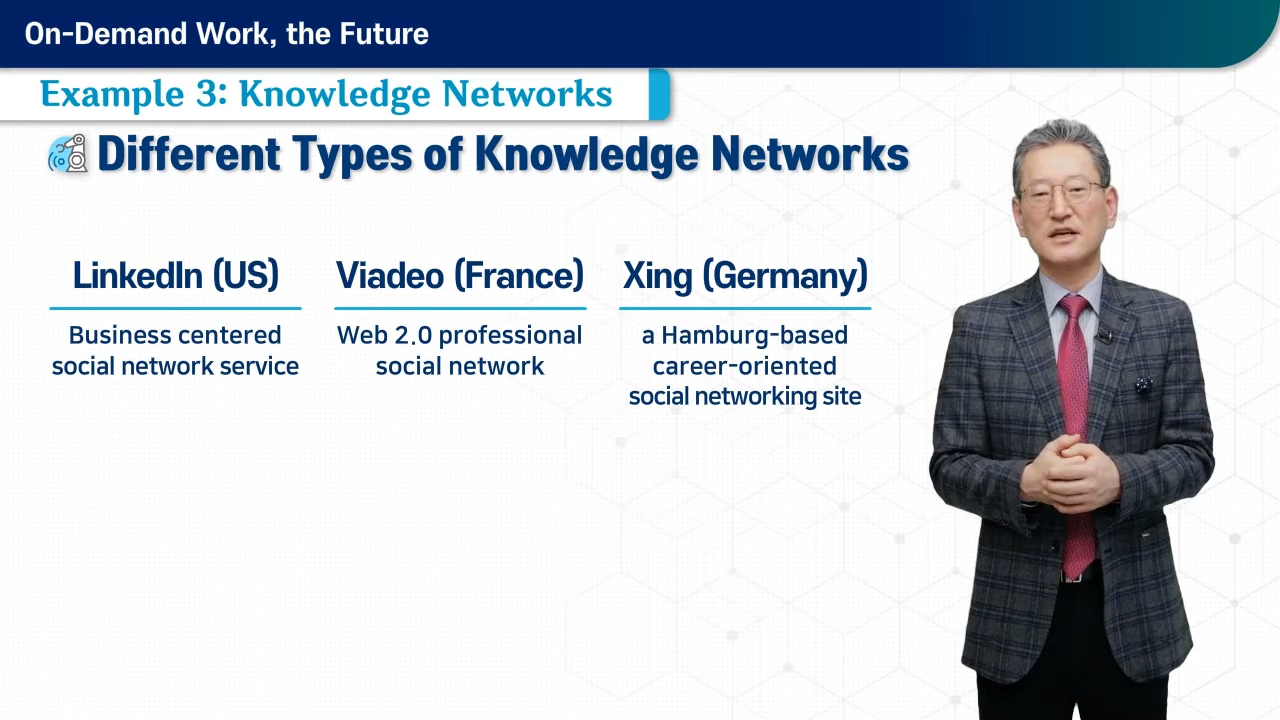 On-Demand Work, the Future
Example 3: Knowledge Networks
Different Types of Knowledge Networks
LinkedIn (US)
Business centered
social network service
Viadeo (France)
Web 2.0 professional
social network
Xing (Germany)
a Hamburg-based
career-oriented
social networking site